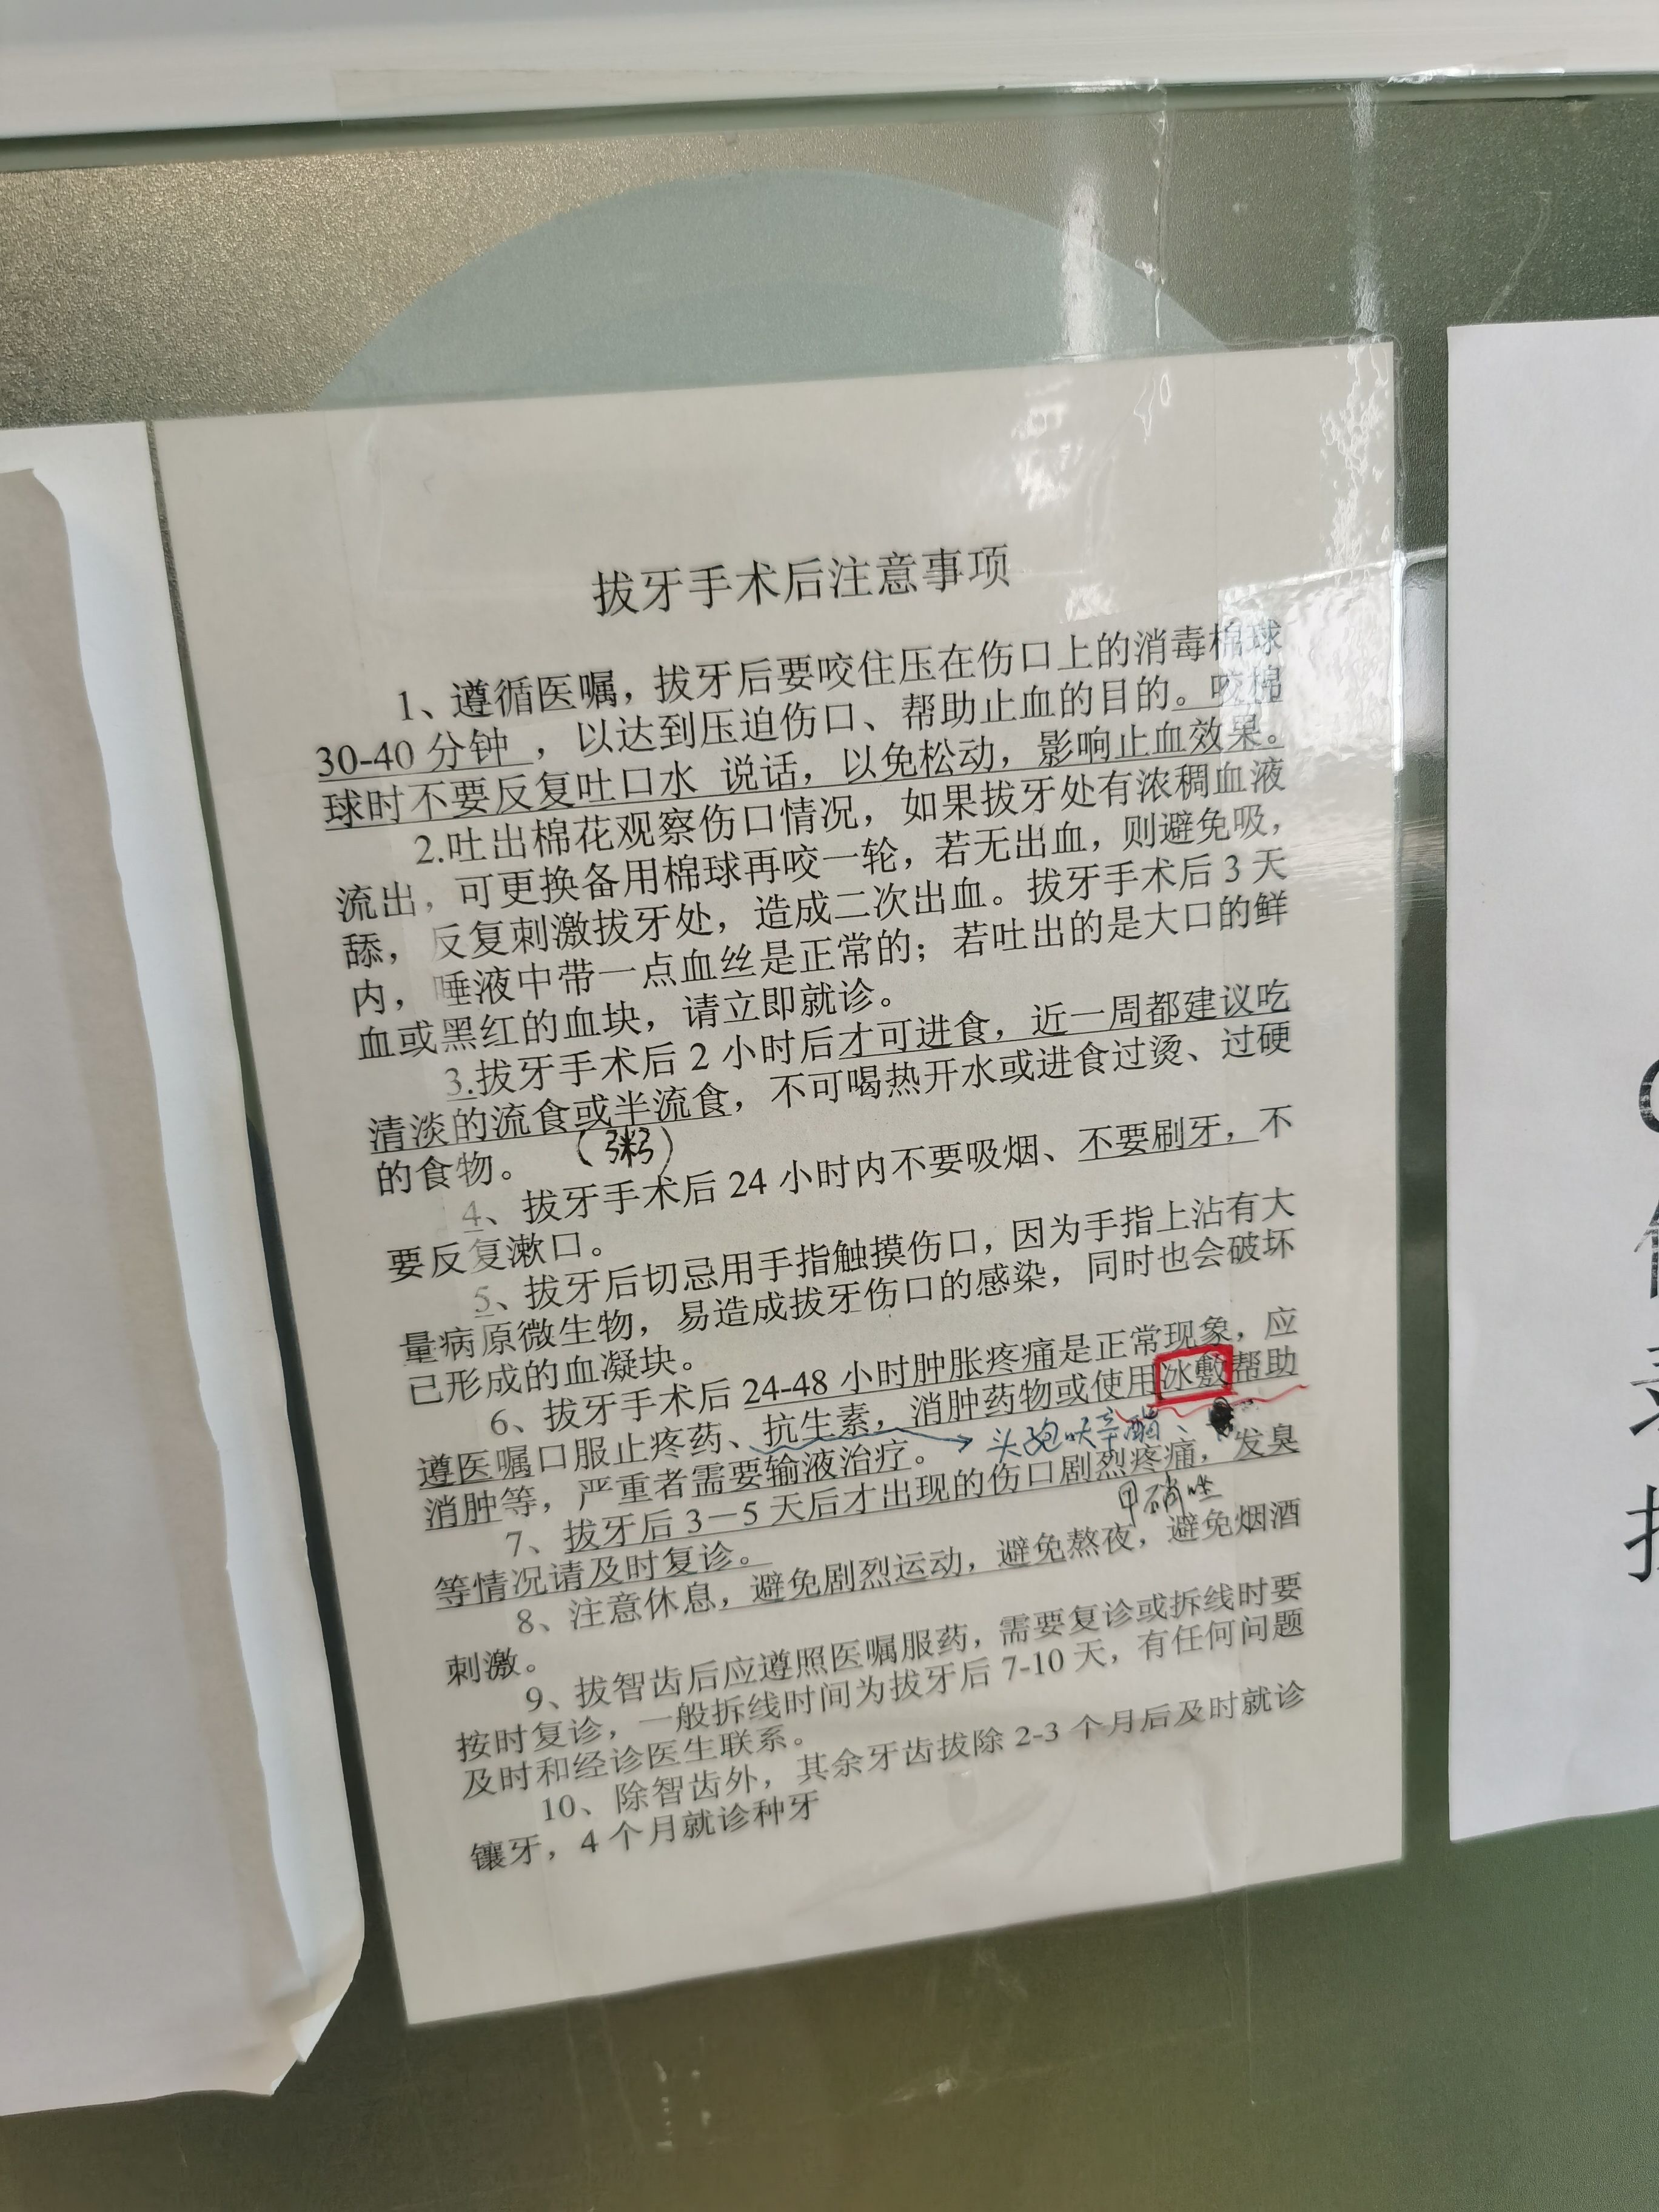 拔牙手术后注意事项
1、遵循医嘱，拔牙后要咬住压在伤口上的消毒棉球
30-40 分钟 ，以达到压迫伤口、帮助止血的目的。咬棉
球时不要反复吐口水 说话，以免松动，影响止血效果。
2.吐出棉花观察伤口情况，如果拔牙处有浓稠血液
流出，可更换备用棉球再咬一轮，若无出血，则避免吸，
舔，反复刺激拔牙处，造成二次出血。拔牙手术后 3 天
内，唾液中带一点血丝是正常的；若吐出的是大口的鲜
血或黑红的血块，请立即就诊。
3.拔牙手术后 2 小时后才可进食，近一周都建议吃
清淡的流食或半流食，不可喝热开水或进食过烫、过硬
的食物。 （粥）
4、拔牙手术后 24 小时内不要吸烟、不要刷牙，不
要反复漱口。
5、拔牙后切忌用手指触摸伤口，因为手指上沾有大
量病原微生物，易造成拔牙伤口的感染，同时也会破坏
已形成的血凝块。
6、拔牙手术后 24-48 小时肿胀疼痛是正常现象，应
遵医嘱口服止疼药、抗生素，消肿药物或使用冰敷帮助
头孢呋辛酯、
消肿等，严重者需要输液治疗。
甲硝唑
7、拔牙后 3－5 天后才出现的伤口剧烈疼痛，发臭
等情况请及时复诊。
8、注意休息，避免剧烈运动，避免熬夜，避免烟酒
刺激。
9、拔智齿后应遵照医嘱服药，需要复诊或拆线时要
按时复诊，一般拆线时间为拔牙后 7-10 天，有任何问题
及时和经诊医生联系。
10、除智齿外，其余牙齿拔除 2-3 个月后及时就诊
镶牙，4 个月就诊种牙